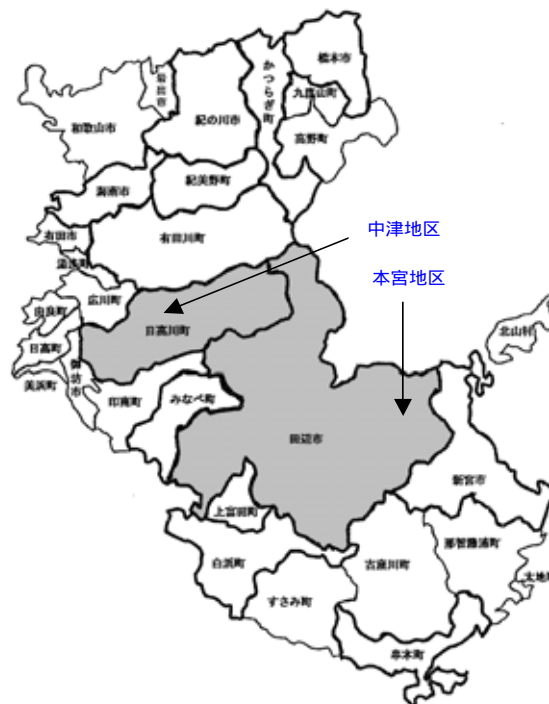 橋本市
岩出市
かつらぎ町
九度山町
紀の川市
和歌山市
高野町
紀美野町
海南市
有田市
有田川町
中津地区
湯浅町
本宮地区
広川町
由良町
日高川町
北山村
日高町
御坊市
美浜町
印南町
みなべ町
田辺市
新宮市
上富田町
那智勝浦町
白浜町
古座川町
太地町
すさみ町
串本町